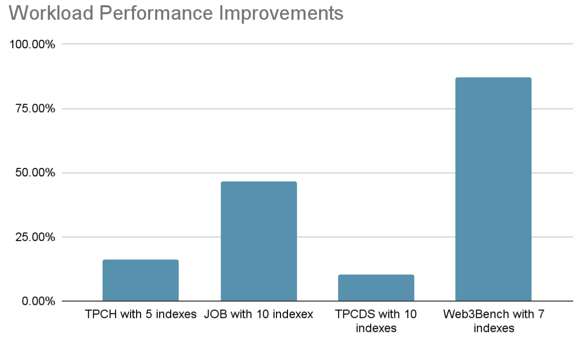 Workload Performance Improvements
100.00%
75.00%
50.00%
25.00%
0.00%
TPCH with 5 indexes
JOB with 10 indexex
TPCDS with 10
indexes
Web3Bench with 7
indexes